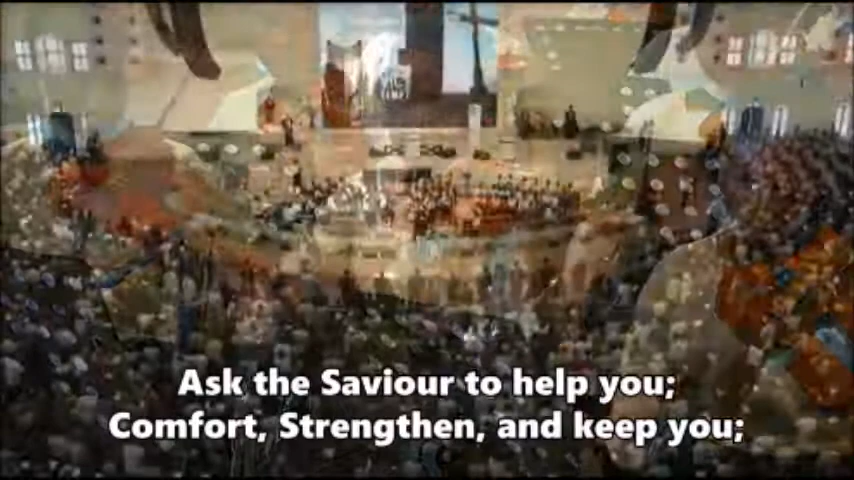 Ask the Saviour to help you;
Comfort, Strengthen, and keep you;